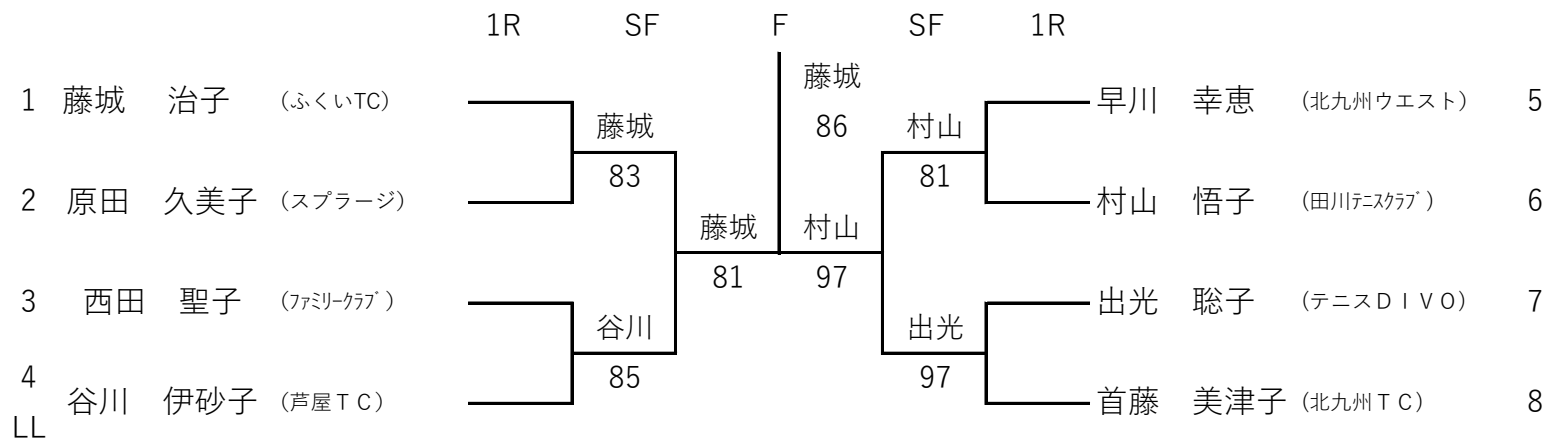 1R SF F SF 1R
藤城
1 藤城 治子 (ふくいTC) 早川 幸恵 (北九州ウエスト) 5
藤城 86 村山
83 81
2 原田 久美子 (スプラージ) 村山 悟子 (田川ﾃﾆｽｸﾗﾌﾞ) 6
藤城 村山
81 97
3 西田 聖子 (ﾌｧﾐﾘｰｸﾗﾌﾞ) 出光 聡子 (テニスＤＩＶＯ) 7
谷川 出光
4 85 97
谷川 伊砂子 (芦屋ＴＣ) 首藤 美津子 (北九州ＴＣ) 8
LL